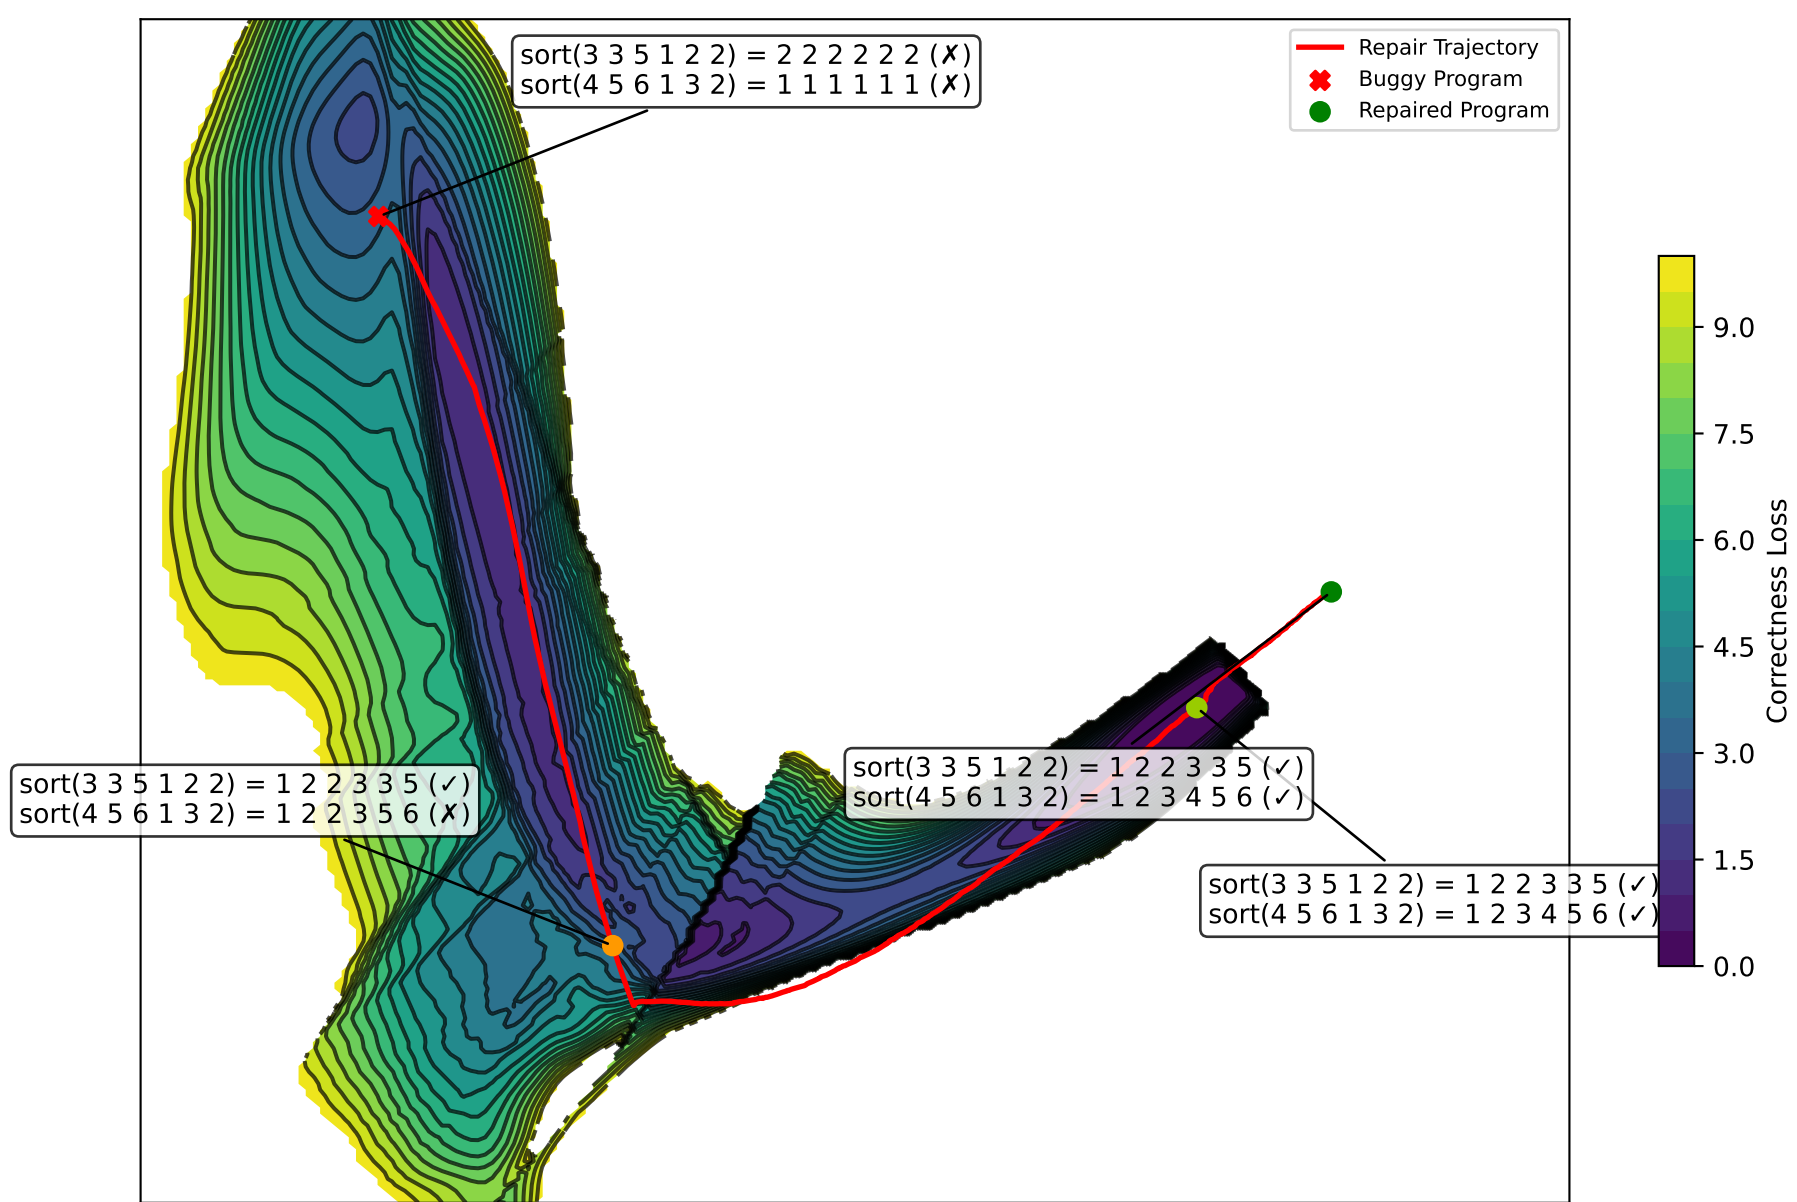 sort(3 3 5 1 2 2) = 2 2 2 2 2 2 (✗)
sort(4 5 6 1 3 2) = 1 1 1 1 1 1 (✗)
Repair Trajectory
Buggy Program
Repaired Program
sort(3 3 5 1 2 2) = 1 2 2 3 3 5 (✓)
sort(4 5 6 1 3 2) = 1 2 2 3 5 6 (✗)
sort(3 3 5 1 2 2) = 1 2 2 3 3 5 (✓)
sort(4 5 6 1 3 2) = 1 2 3 4 5 6 (✓)
sort(3 3 5 1 2 2) = 1 2 2 3 3 5 (✓)
sort(4 5 6 1 3 2) = 1 2 3 4 5 6 (✓)
9.0
7.5
6.0
4.5
3.0
1.5
0.0
Correctness Loss